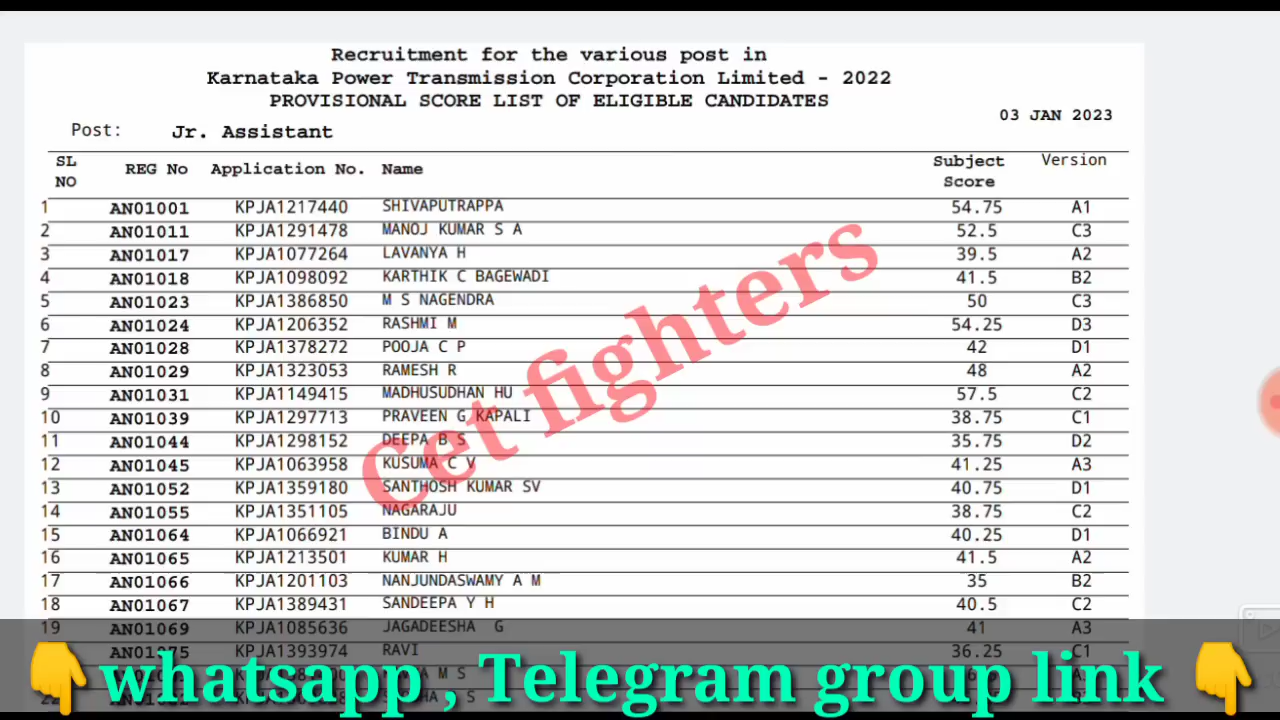 Recruitment for the various post in
Karnataka Power Transmission Corporation Limited - 2022
PROVISIONAL SCORE LIST OF ELIGIBLE CANDIDATES
03 JAN 2023
Post: Jr. Assistant
SL NO REG No Application No. Name Subject Score Version
1 AN01001 KPJA1217440 SHIVAPUTRAPPA 54.75 A1
2 AN01011 KPJA1291478 MANOJ KUMAR S A 52.5 C3
3 AN01017 KPJA1077264 LAVANYA H 39.5 A2
4 AN01018 KPJA1098092 KARTHIK C BAGEWADI 41.5 B2
5 AN01023 KPJA1386850 M S NAGENDRA 50 C3
6 AN01024 KPJA1206352 RASHMI M 54.25 D3
7 AN01028 KPJA1378272 POOJA C P 42 D1
8 AN01029 KPJA1323053 RAMESH R 48 A2
9 AN01031 KPJA1149415 MADHUSUDHAN HU 57.5 C2
10 AN01039 KPJA1297713 PRAVEEN G KAPALI 38.75 C1
11 AN01044 KPJA1298152 DEEPA B S 35.75 D2
12 AN01045 KPJA1063958 KUSUMA C V 41.25 A3
13 AN01052 KPJA1359180 SANTHOSH KUMAR SV 40.75 D1
14 AN01055 KPJA1351105 NAGARAJU 38.75 C2
15 AN01064 KPJA1066921 BINDU A 40.25 D1
16 AN01065 KPJA1213501 KUMAR H 41.5 A2
17 AN01066 KPJA1201103 NANJUNDASWAMY A M 35 B2
18 AN01067 KPJA1389431 SANDEEPA Y H 40.5 C2
19 AN01069 KPJA1085636 JAGADEESHA G 41 A3
KPJA1393974 RAVI 36.25 C1
M S
S
Cet fighters
whatsapp , Telegram group link